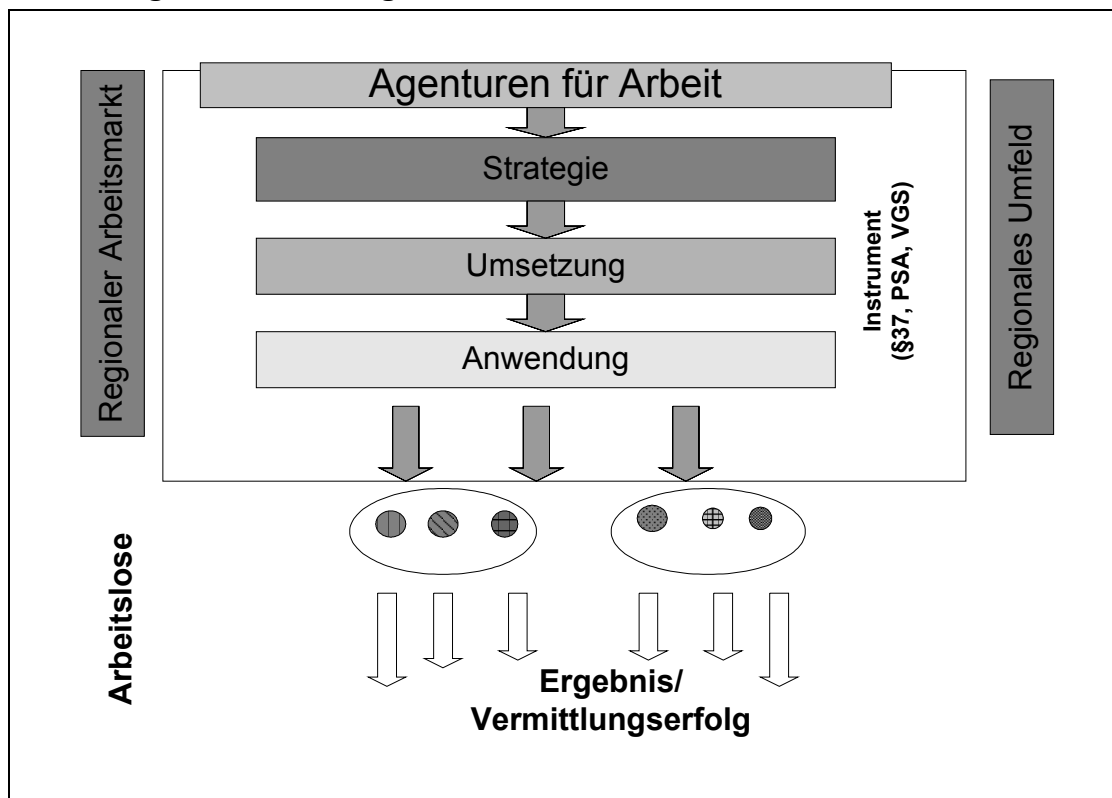 Agenturen für Arbeit
Regionaler Arbeitsmarkt
Strategie
Umsetzung
Anwendung
Instrument
(§37, PSA, VGS)
Regionales Umfeld
Arbeitslose
Ergebnis/
Vermittlungserfolg